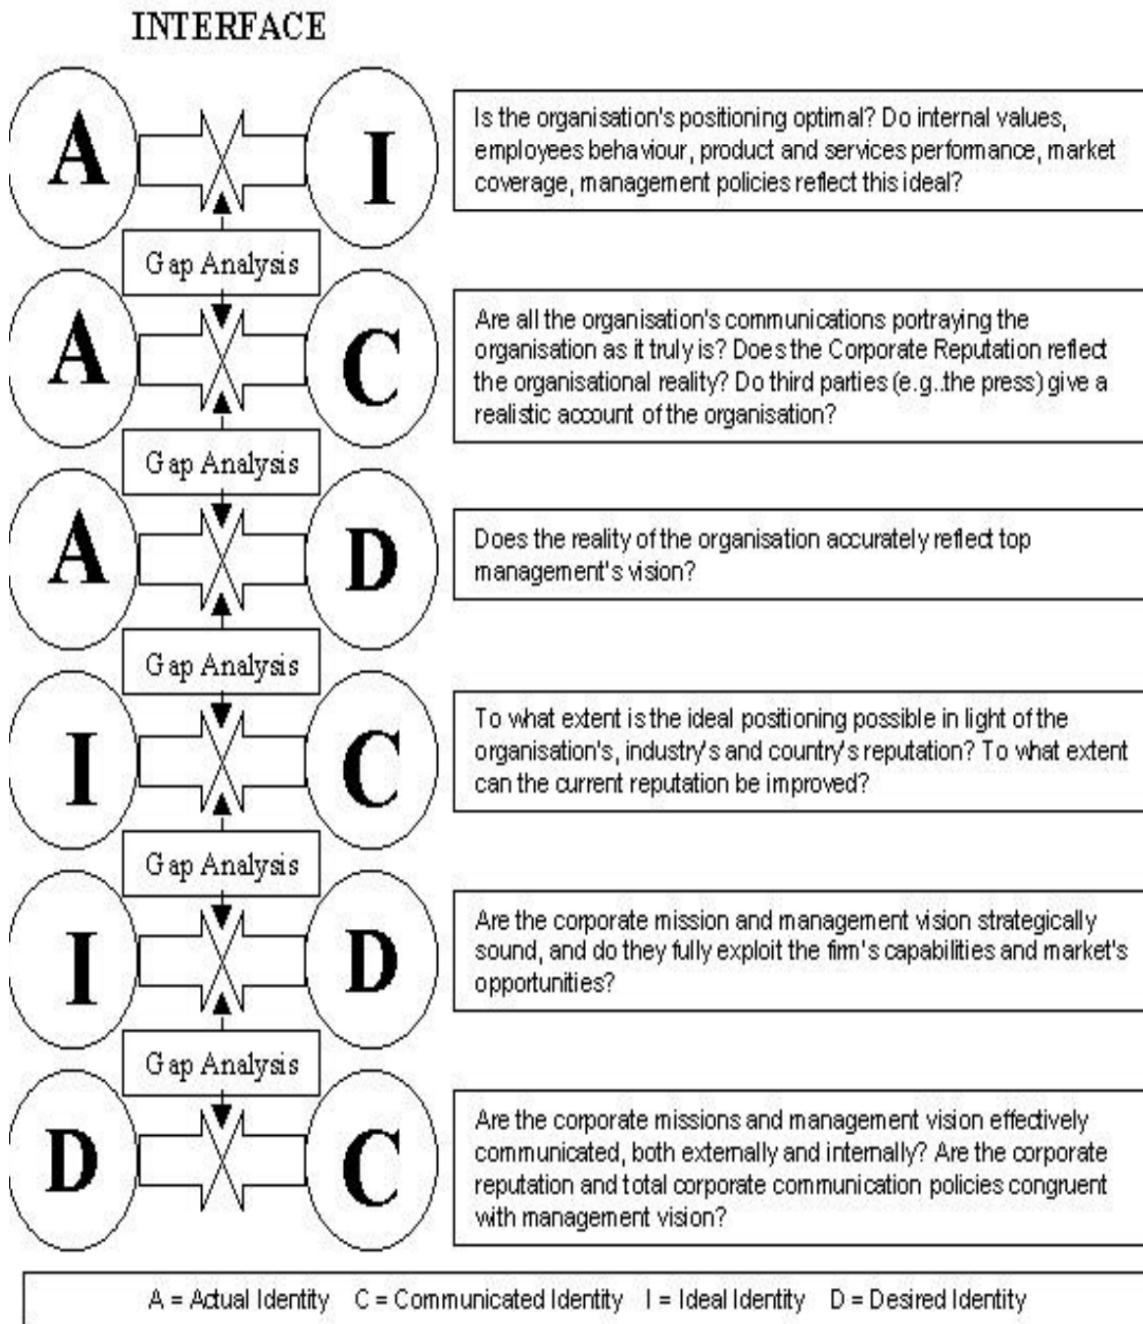 INTERFACE
A
I
Is the organisation's positioning optimal? Do internal values,
employees behaviour, product and services performance, market
coverage, management policies reflect this ideal?
Gap Analysis
A
C
Are all the organisation's communications portraying the
organisation as it truly is? Does the Corporate Reputation reflect
the organisational reality? Do third parties (e.g..the press) give a
realistic account of the organisation?
Gap Analysis
A
D
Does the reality of the organisation accurately reflect top
management's vision?
Gap Analysis
I
C
To what extent is the ideal positioning possible in light of the
organisation's, industry's and country's reputation? To what extent
can the current reputation be improved?
Gap Analysis
I
D
Are the corporate mission and management vision strategically
sound, and do they fully exploit the firm's capabilities and market's
opportunities?
Gap Analysis
D
C
Are the corporate missions and management vision effectively
communicated, both externally and internally? Are the corporate
reputation and total corporate communication policies congruent
with management vision?
A = Actual Identity C = Communicated Identity I = Ideal Identity D = Desired Identity